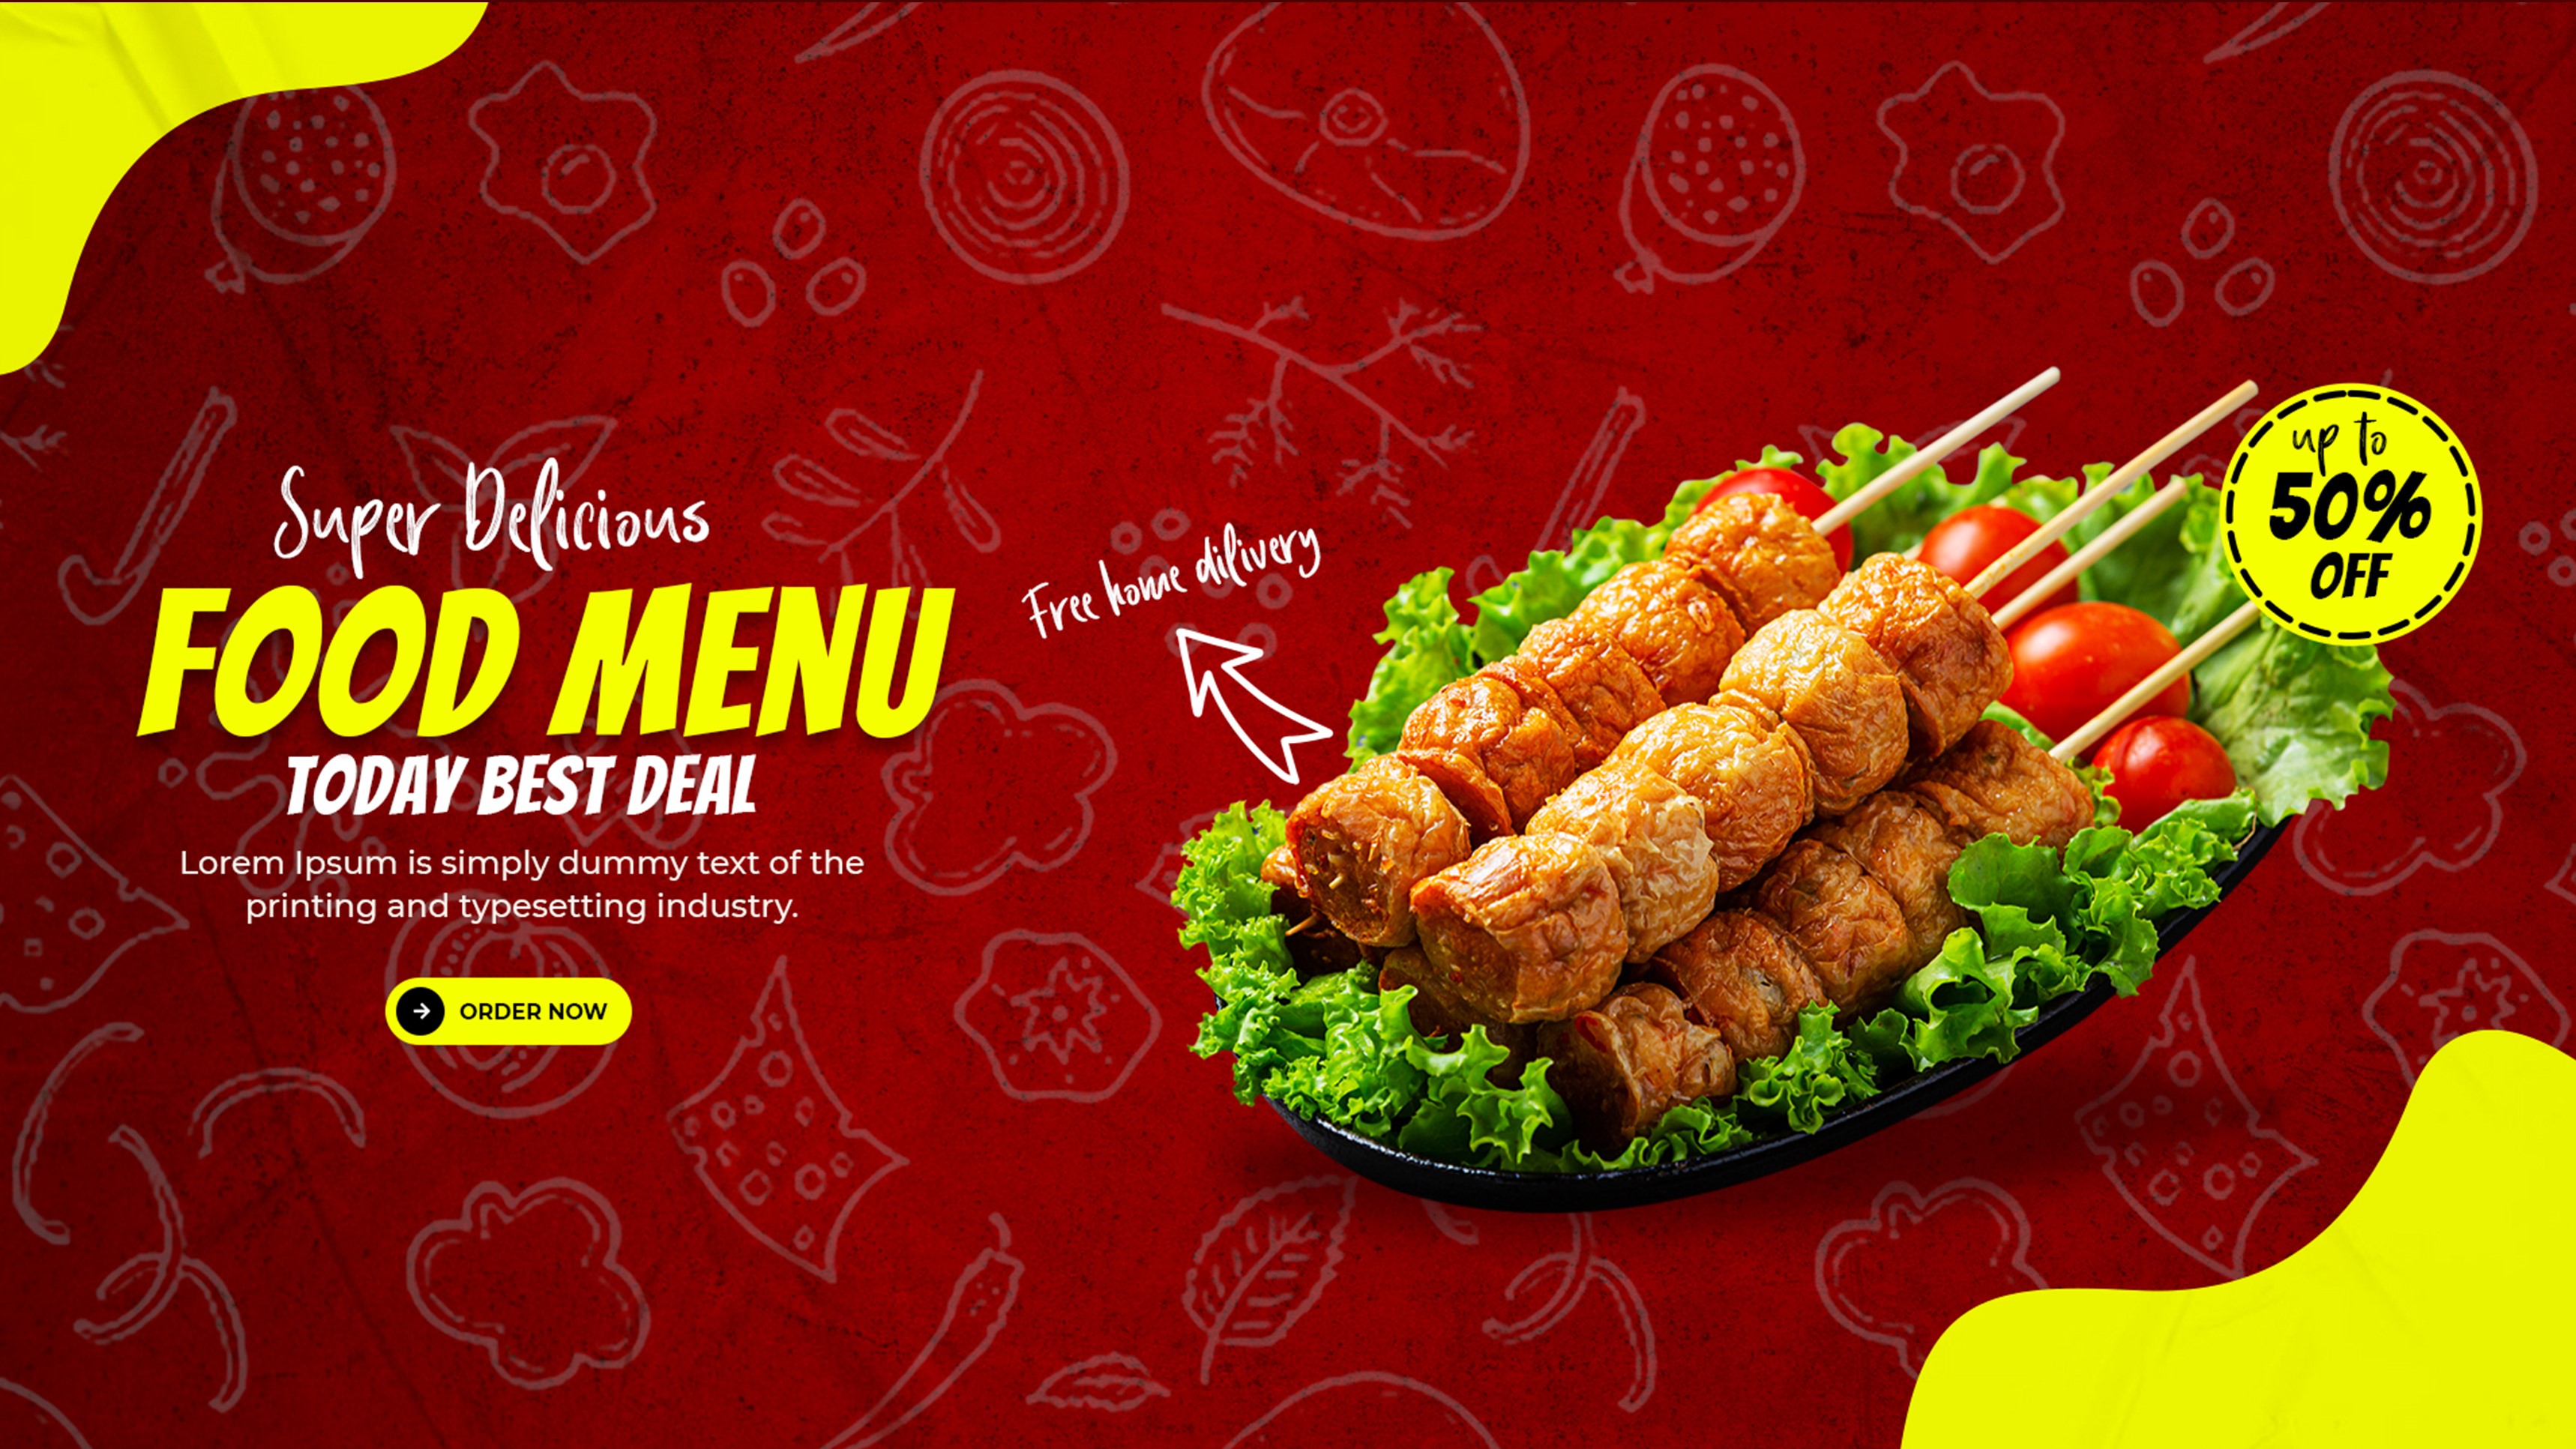 Super Delicious
FOOD MENU
TODAY BEST DEAL
Lorem Ipsum is simply dummy text of the
printing and typesetting industry.
ORDER NOW
Free home dilivery
up to
50%
OFF